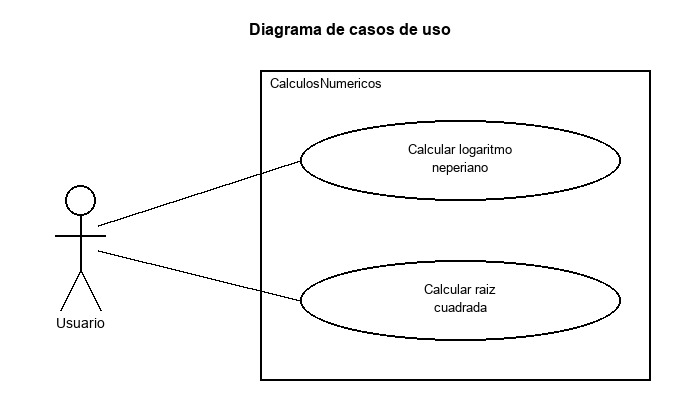 Diagrama de casos de uso
CalculosNumericos
Calcular logaritmo
neperiano
Calcular raiz
cuadrada
Usuario